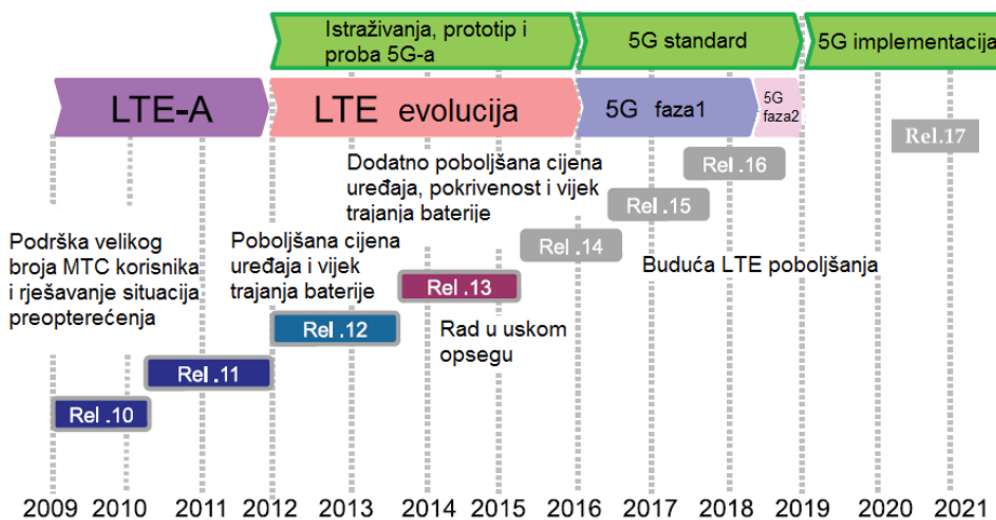 Istraživanja, prototip i
proba 5G-a
5G standard
5G implementacija
LTE-A
LTE evolucija
5G faza1
5G
faza2
Rel.17
Dodatno poboljšana cijena
uređaja, pokrivenost i vijek
trajanja baterije
Rel .16
Rel .15
Rel .14
Podrška velikog
broja MTC korisnika
i rješavanje situacija
preopterećenja
Poboljšana cijena
uređaja i vijek
trajanja baterije
Buduća LTE poboljšanja
Rel .13
Rel .12
Rad u uskom
opsegu
Rel .11
Rel .10
2009 2010 2011 2012 2013 2014 2015 2016 2017 2018 2019 2020 2021